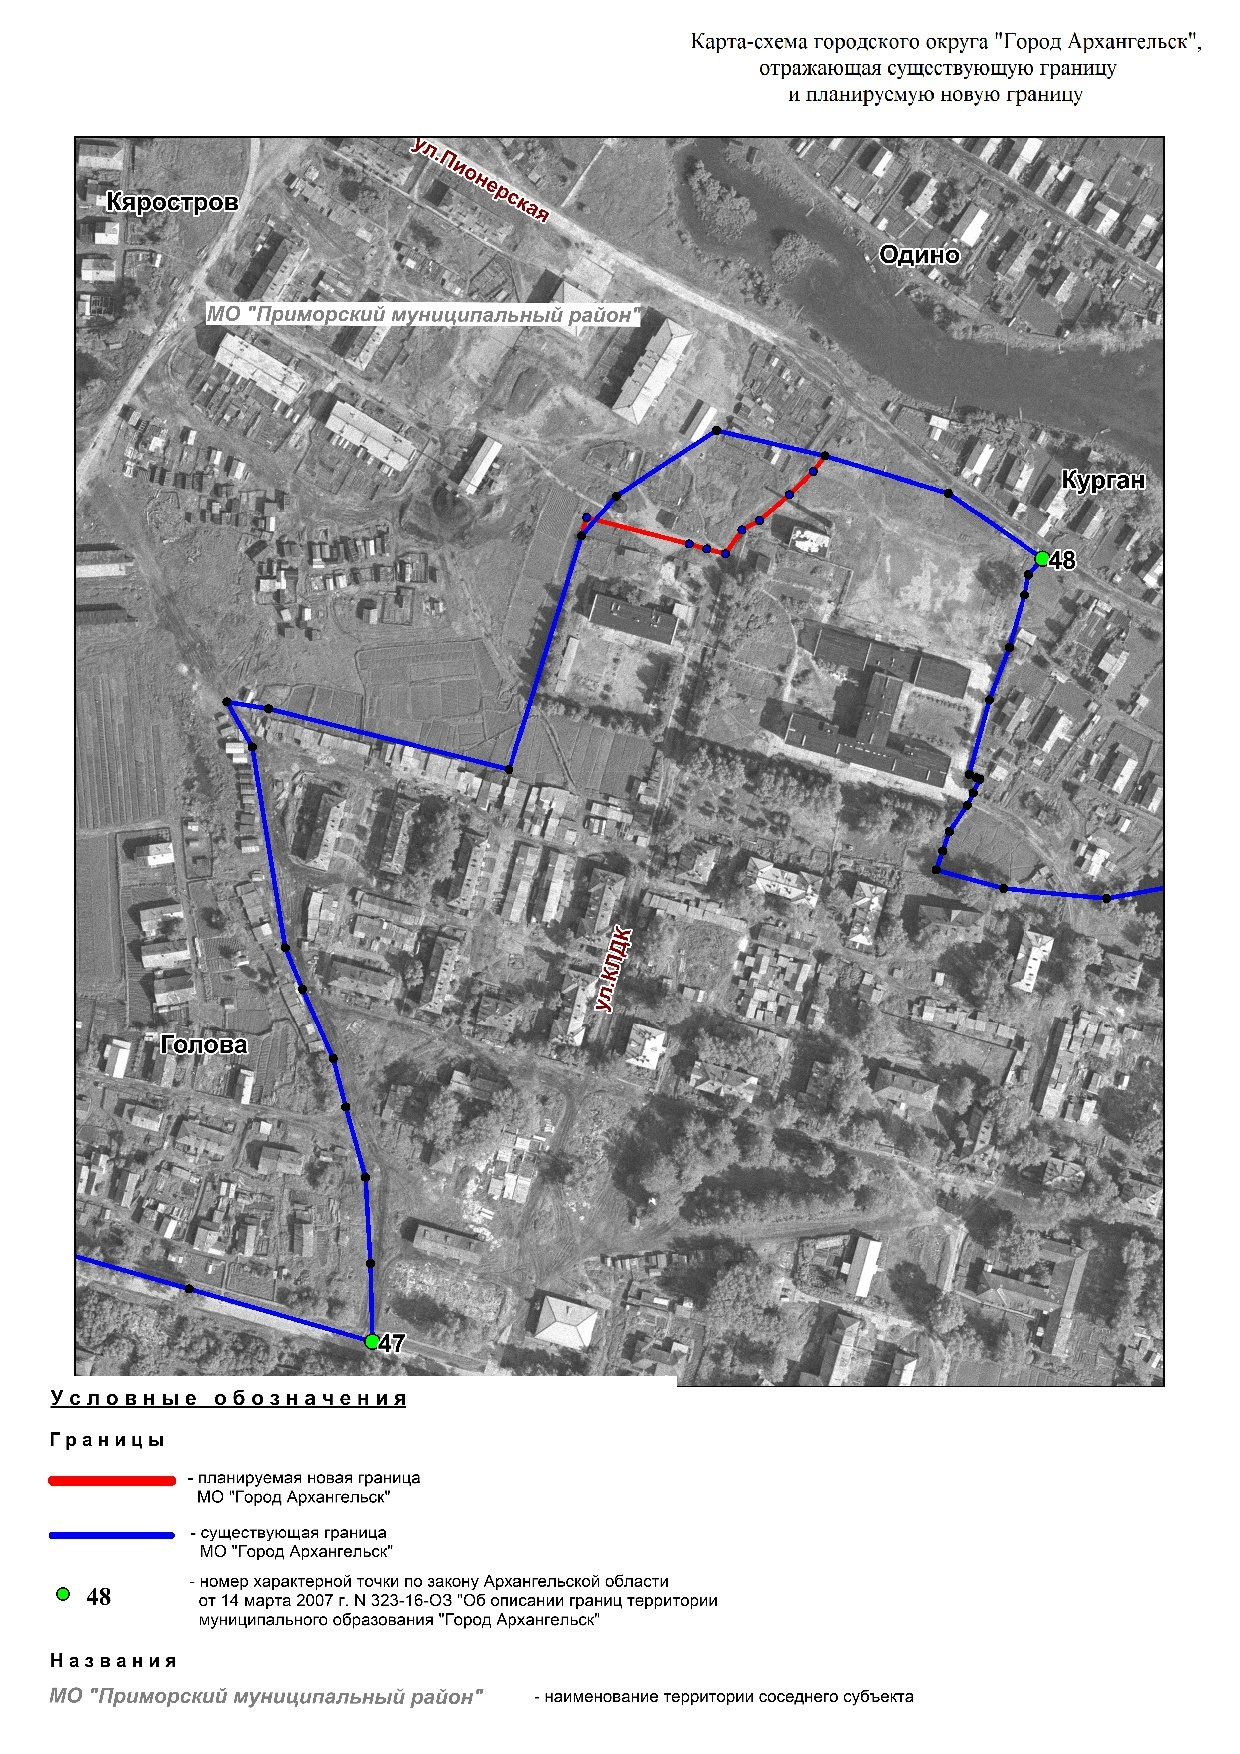 Карта-схема городского округа "Город Архангельск",
отражающая существующую границу
и планируемую новую границу
ул.Пионерская
Кяростров
Одино
МО "Приморский муниципальный район"
Курган
48
ул.КЛДК
Голова
47
Условные обозначения
Границы
- планируемая новая граница
МО "Город Архангельск"
- существующая граница
МО "Город Архангельск"
48
- номер характерной точки по закону Архангельской области
от 14 марта 2007 г. N 323-16-ОЗ "Об описании границ территории
муниципального образования "Город Архангельск"
Названия
МО "Приморский муниципальный район"
- наименование территории соседнего субъекта